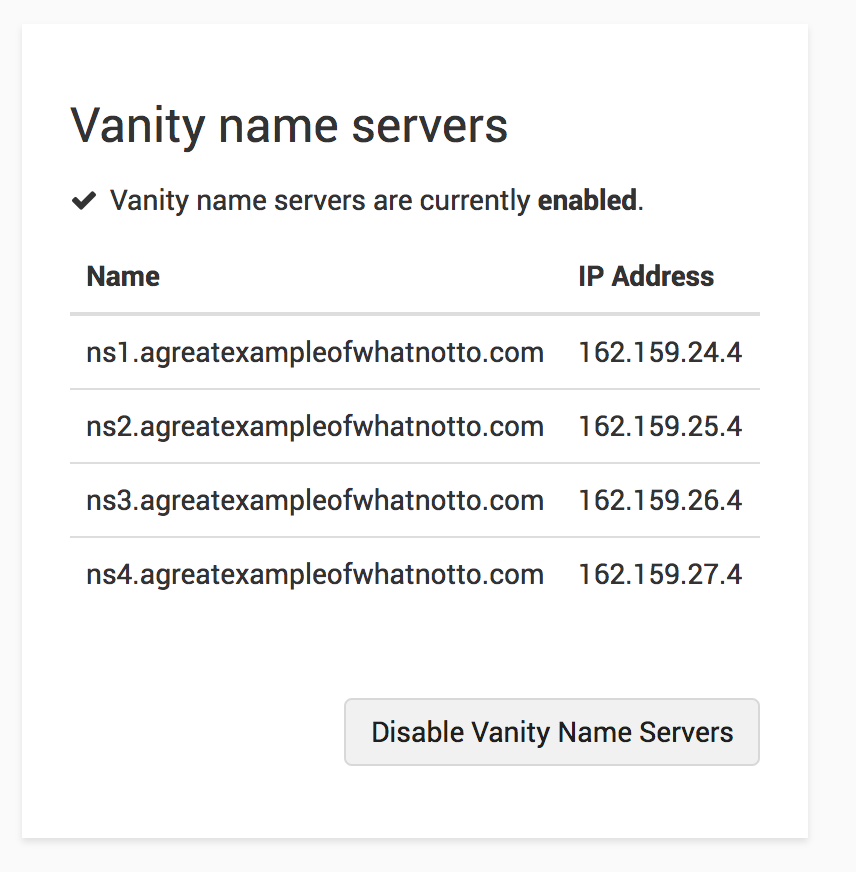 Vanity name servers
Vanity name servers are currently enabled.
Name IP Address
ns1.agreatexampleofwhatnotto.com 162.159.24.4
ns2.agreatexampleofwhatnotto.com 162.159.25.4
ns3.agreatexampleofwhatnotto.com 162.159.26.4
ns4.agreatexampleofwhatnotto.com 162.159.27.4
Disable Vanity Name Servers